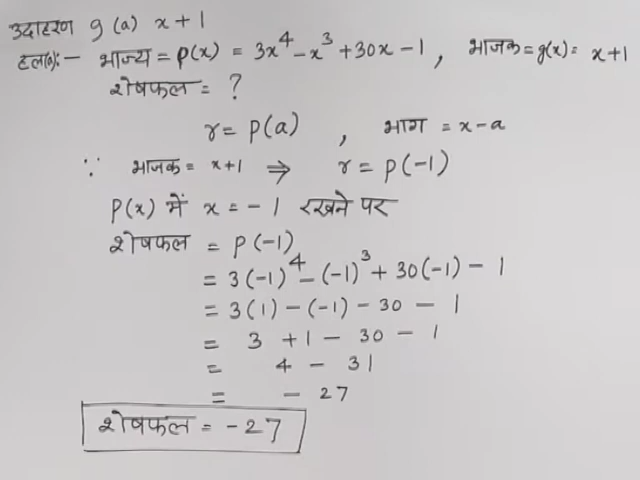 उदाहरण 9 (a) x+1
हल(a):- भाज्य = p(x) = 3x⁴-x³+30x-1, भाजक=g(x)= x+1
शेषफल = ?
r= p(a) , भाग = x-a
∵ भाजक = x+1 ⇒ r = p(-1)
P(x) में x = -1 रखने पर
शेषफल = p(-1)
= 3(-1)⁴-(-1)³+30(-1)-1
= 3(1)-(-1)-30-1
= 3 +1-30-1
= 4-31
= -27
शेषफल = -27